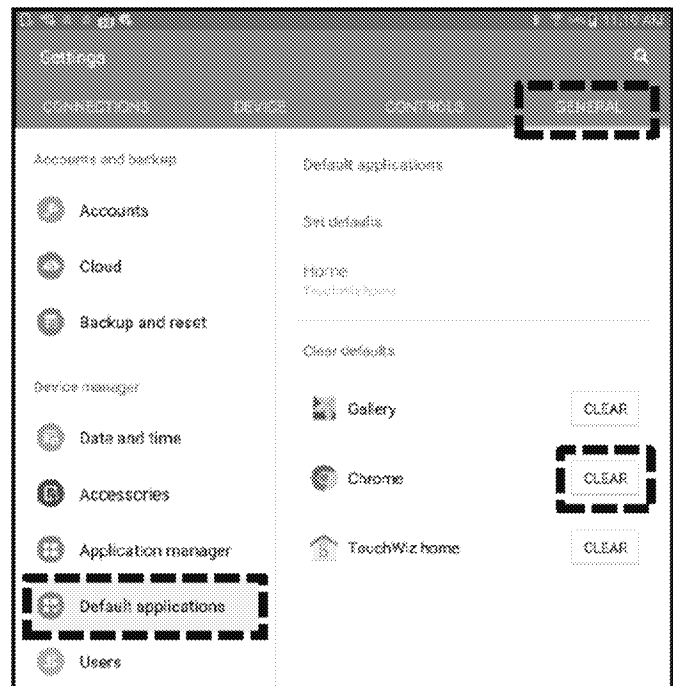 Settings
CONNECTIONS DEVICE CONTROLS GENERAL
Accounts and backup
Accounts
Cloud
Backup and reset
Device manager
Date and time
Accessories
Application manager
Default applications
Users
Default applications
Set defaults
Home
TouchWiz home
Clear defaults
Gallery CLEAR
Chrome CLEAR
TouchWiz home CLEAR